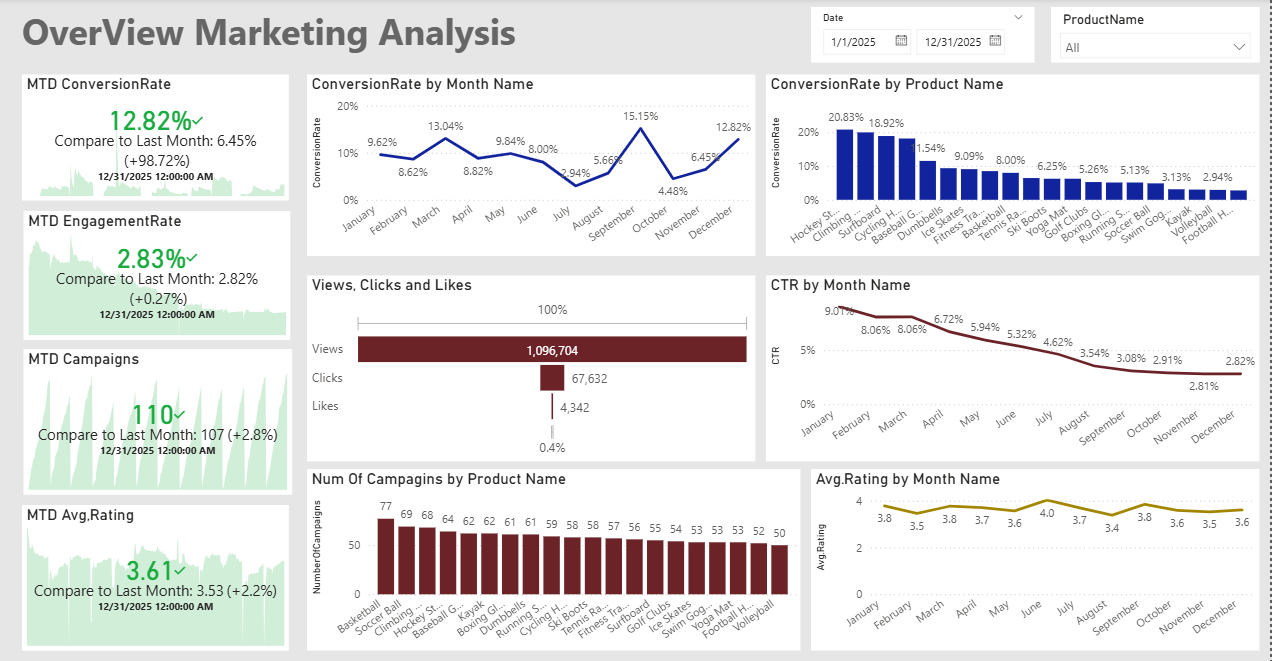 OverView Marketing Analysis
Date
1/1/2025
12/31/2025
ProductName
All
MTD ConversionRate
12.82%
Compare to Last Month: 6.45%
(+98.72%)
12/31/2025 12:00:00 AM
MTD EngagementRate
2.83%
Compare to Last Month: 2.82%
(+0.27%)
12/31/2025 12:00:00 AM
MTD Campaigns
110
Compare to Last Month: 107 (+2.8%)
12/31/2025 12:00:00 AM
MTD Avg,Rating
3.61
Compare to Last Month: 3.53 (+2.2%)
12/31/2025 12:00:00 AM
ConversionRate by Month Name
ConversionRate
20%
10%
0%
9.62%
8.62%
13.04%
8.82%
9.84%
8.00%
2.94%
5.66%
15.15%
4.48%
6.45%
12.82%
January
February
March
April
May
June
July
August
September
October
November
December
ConversionRate by Product Name
ConversionRate
20%
10%
0%
20.83%
18.92%
11.54%
9.09%
8.00%
6.25%
5.26%
5.13%
3.13%
2.94%
Hockey St...
Climbing ...
Surfboard
Cycling H...
Baseball G...
Dumbbells
Ice Skates
Fitness Tra...
Basketball
Tennis Ra...
Ski Boots
Yoga Mat
Golf Clubs
Boxing Gl...
Running S...
Soccer Ball
Swim Gog...
Kayak
Volleyball
Football H...
Views, Clicks and Likes
100%
Views
1,096,704
Clicks
67,632
Likes
4,342
0.4%
CTR by Month Name
CTR
5%
0%
9.01%
8.06%
8.06%
6.72%
5.94%
5.32%
4.62%
3.54%
3.08%
2.91%
2.81%
2.82%
January
February
March
April
May
June
July
August
September
October
November
December
Num Of Campagins by Product Name
NumberOfCampaigns
50
0
77
69
68
64
62
62
61
61
59
58
58
57
56
55
54
53
53
53
52
50
Basketball
Soccer Ball
Climbing ...
Hockey St...
Baseball G...
Kayak
Boxing Gl...
Dumbbells
Running S...
Cycling H...
Ski Boots
Tennis Ra...
Fitness Tra...
Surfboard
Golf Clubs
Ice Skates
Swim Gog...
Yoga Mat
Football H...
Volleyball
Avg.Rating by Month Name
Avg.Rating
4
2
0
3.8
3.5
3.8
3.7
3.6
4.0
3.7
3.4
3.8
3.6
3.5
3.6
January
February
March
April
May
June
July
August
September
October
November
December